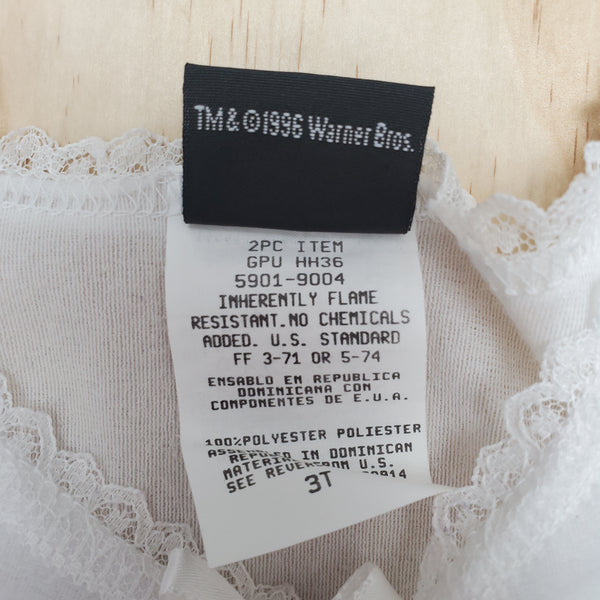 TM & ©1996 Warner Bros.
2PC ITEM
GPU HH36
5901-9004
INHERENTLY FLAME
RESISTANT.NO CHEMICALS
ADDED. U.S. STANDARD
FF 3-71 OR 5-74
ENSABLO EN REPUBLICA
DOMINICANA CON
COMPONENTES DE E.U.A.
100%POLYESTER POLIESTER
IN DOMINICAN
MATERIAL U.S.
SEE
3T